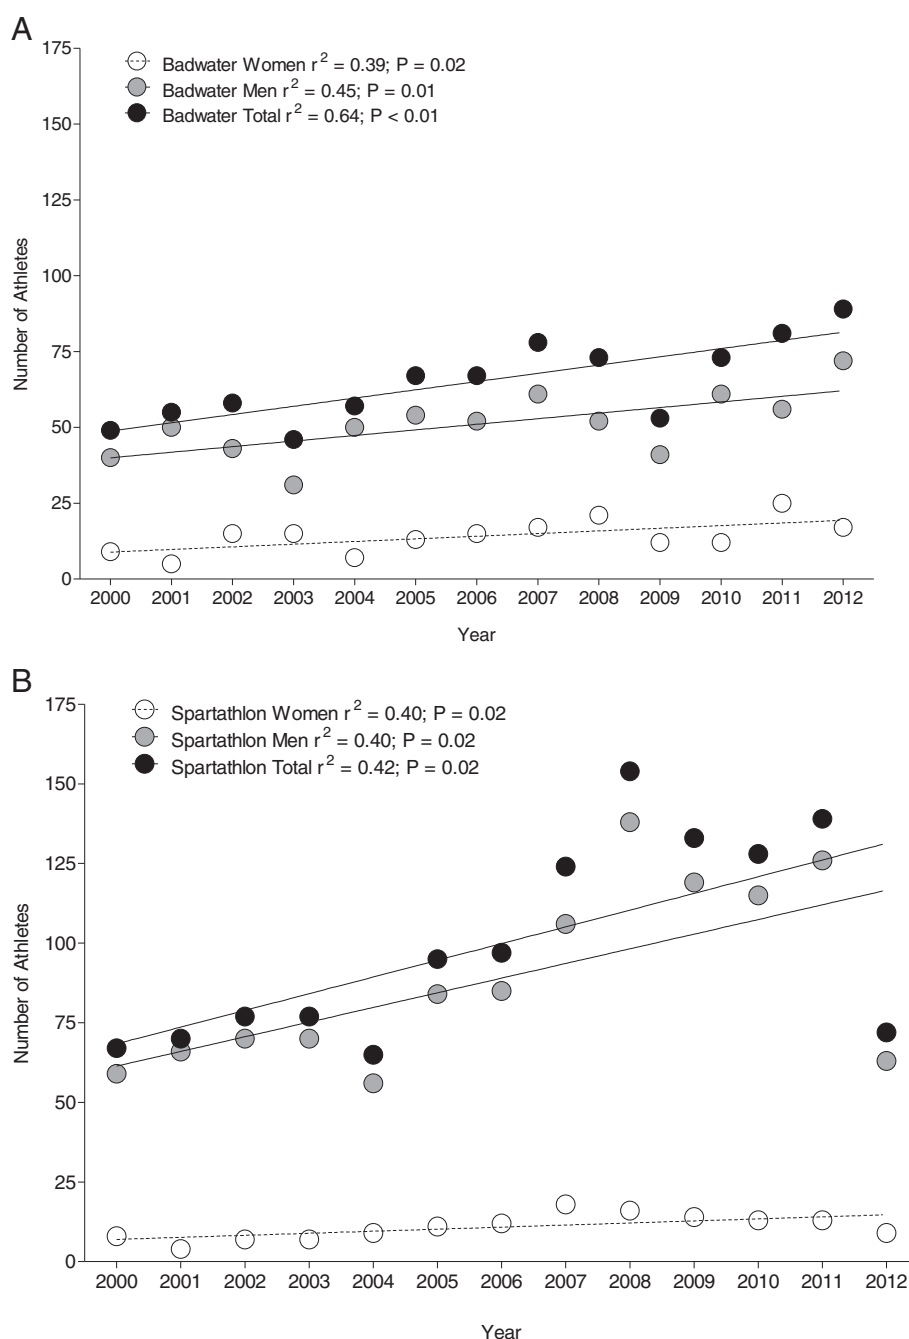 A
175
Badwater Women r² = 0.39; P = 0.02
Badwater Men r² = 0.45; P = 0.01
Badwater Total r² = 0.64; P < 0.01
150
125
100
75
50
25
0
Number of Athletes
2000 2001 2002 2003 2004 2005 2006 2007 2008 2009 2010 2011 2012
Year
B
175
Spartathlon Women r² = 0.40; P = 0.02
Spartathlon Men r² = 0.40; P = 0.02
Spartathlon Total r² = 0.42; P = 0.02
150
125
100
75
50
25
0
Number of Athletes
2000 2001 2002 2003 2004 2005 2006 2007 2008 2009 2010 2011 2012
Year